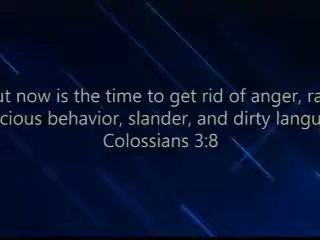 ut now is the time to get rid of anger, ra
cious behavior, slander, and dirty langu
Colossians 3:8